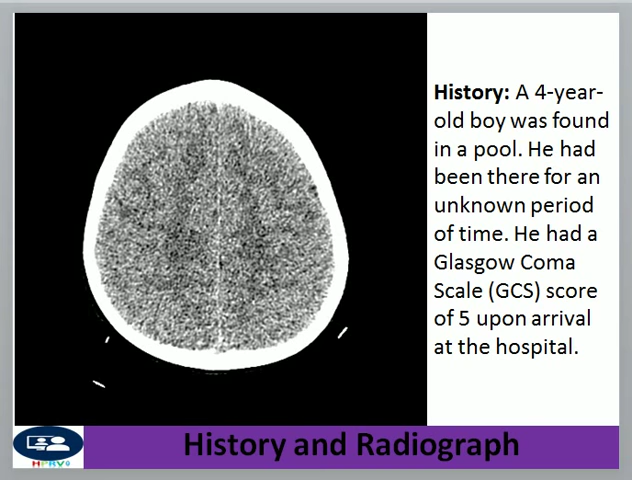 History: A 4-year-
old boy was found
in a pool. He had
been there for an
unknown period
of time. He had a
Glasgow Coma
Scale (GCS) score
of 5 upon arrival
at the hospital.
History and Radiograph